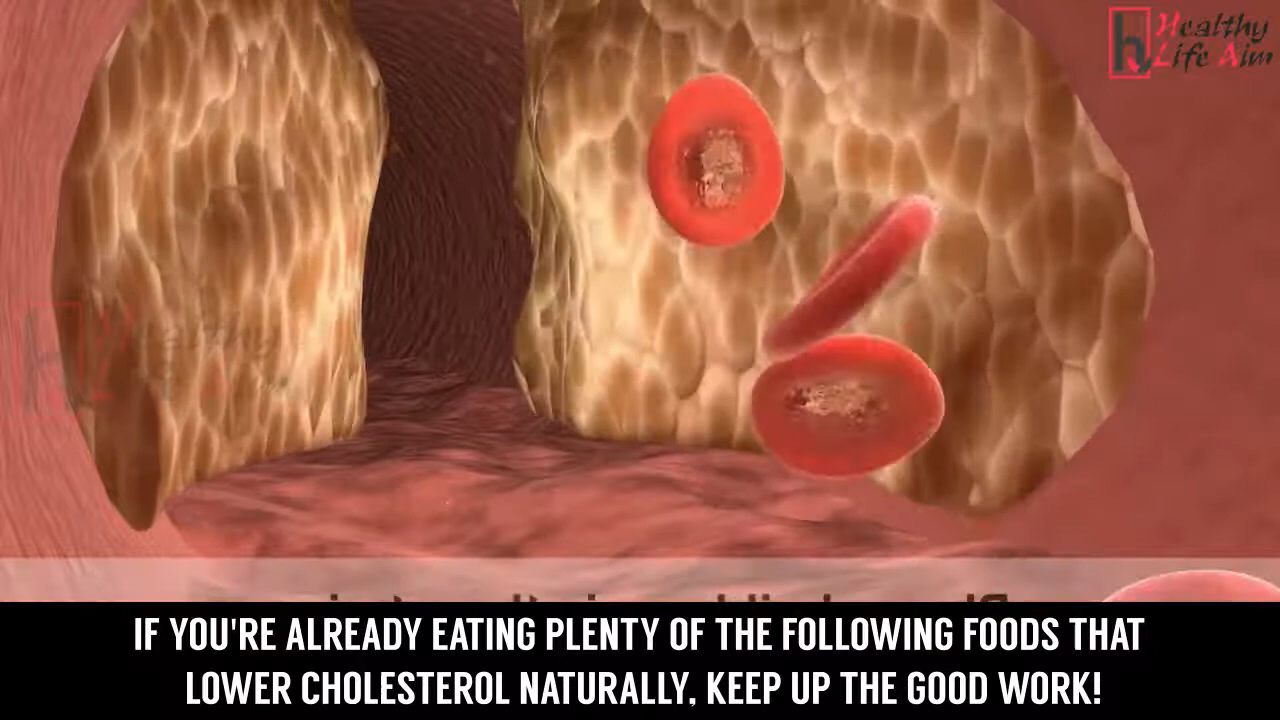 Healthy
Life Aim
IF YOU'RE ALREADY EATING PLENTY OF THE FOLLOWING FOODS THAT
LOWER CHOLESTEROL NATURALLY, KEEP UP THE GOOD WORK!